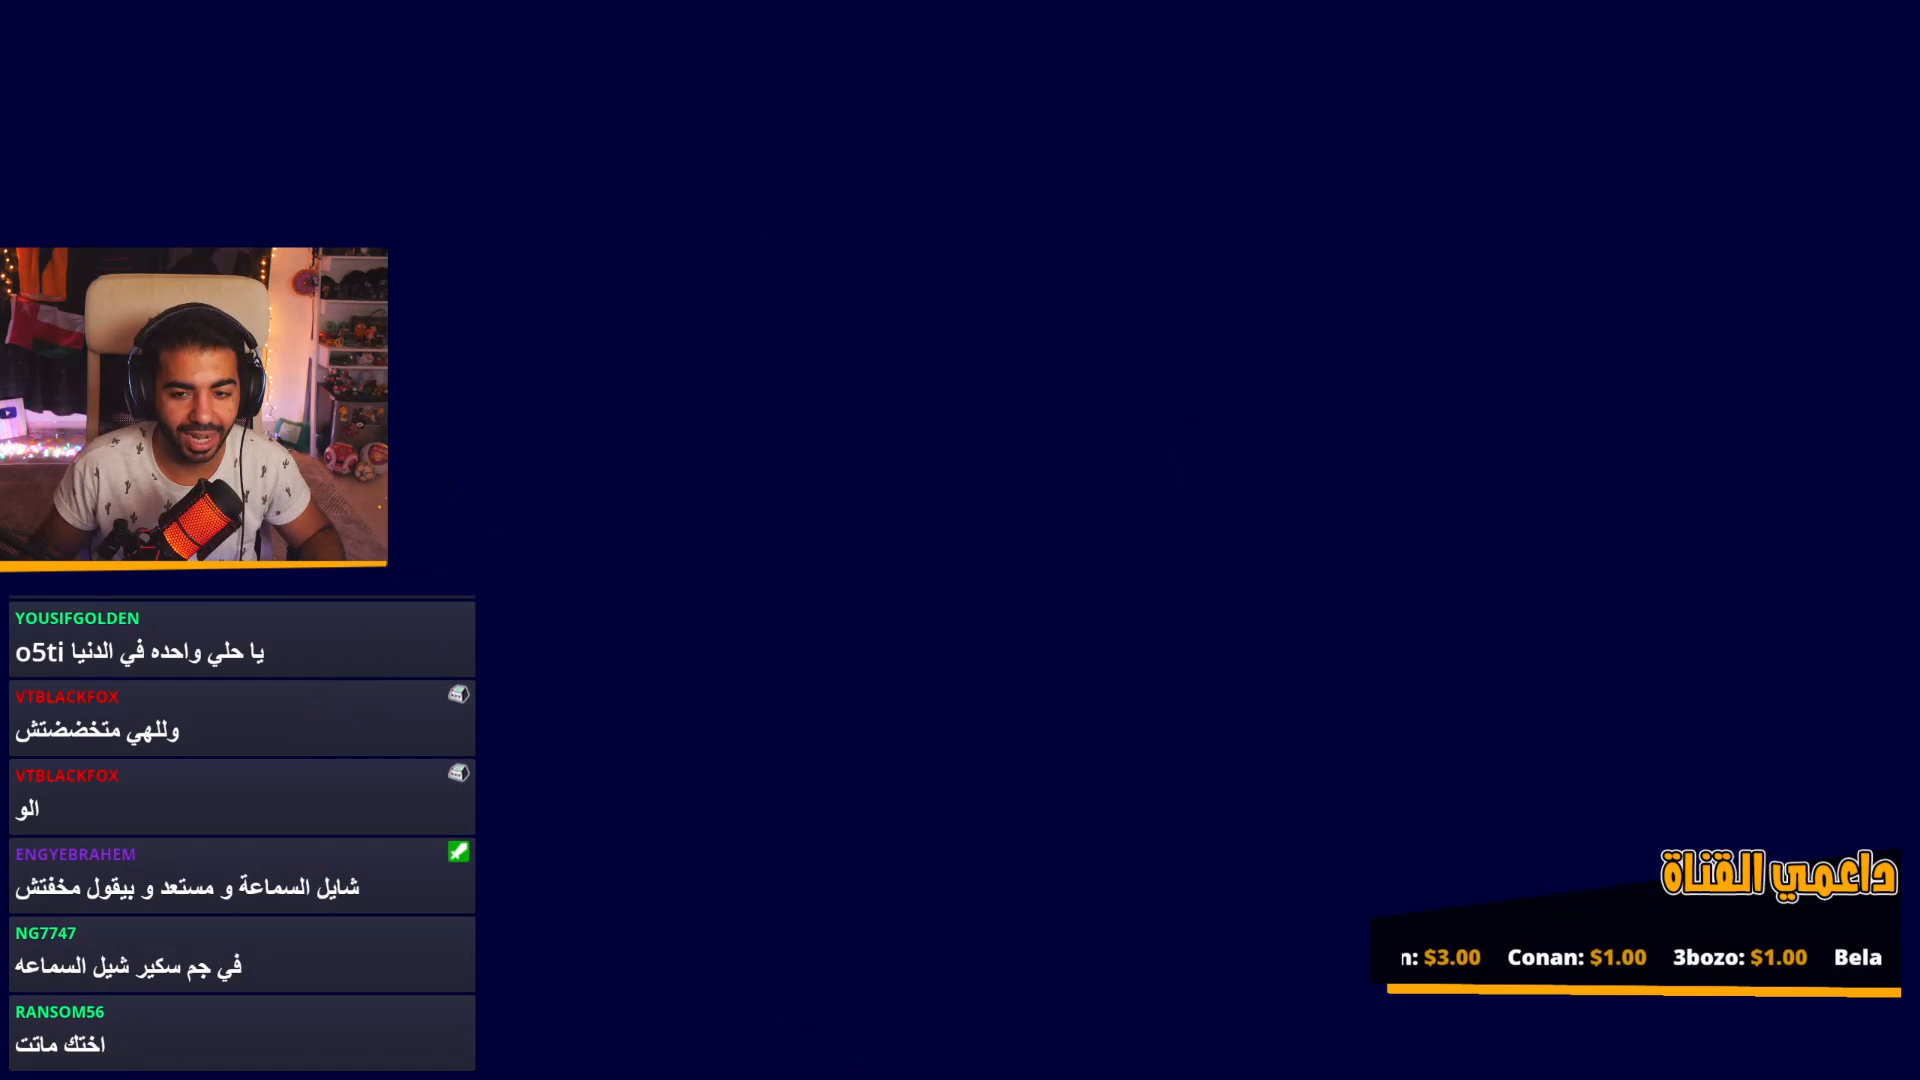 YOUSIFGOLDEN
يا حلي واحده في الدنيا o5ti
VTBLACKFOX
وللهي متخضضتش
VTBLACKFOX
الو
ENGYEBRAHEM
شايل السماعة و مستعد و بيقول مخفتش
NG7747
في جم سكير شيل السماعه
RANSOM56
اختك ماتت
داعمي القناة
n: $3.00 Conan: $1.00 3bozo: $1.00 Bela